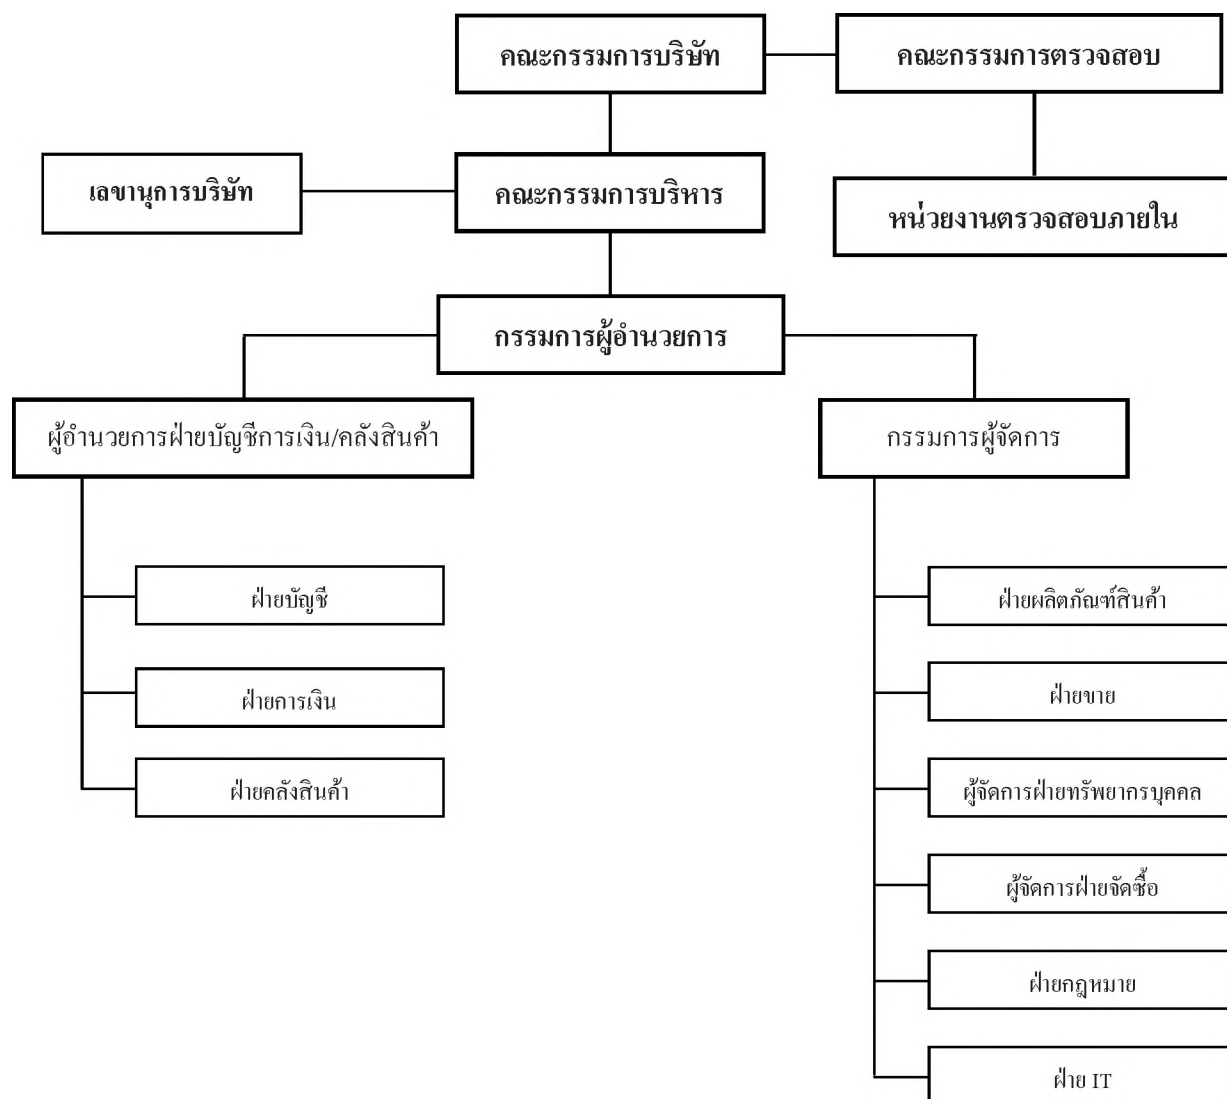 คณะกรรมการบริษัท
คณะกรรมการตรวจสอบ
เลขานุการบริษัท
คณะกรรมการบริหาร
หน่วยงานตรวจสอบภายใน
กรรมการผู้อำนวยการ
ผู้อำนวยการฝ่ายบัญชีการเงิน/คลังสินค้า
กรรมการผู้จัดการ
ฝ่ายบัญชี
ฝ่ายการเงิน
ฝ่ายคลังสินค้า
ฝ่ายผลิตภัณฑ์สินค้า
ฝ่ายขาย
ผู้จัดการฝ่ายทรัพยากรบุคคล
ผู้จัดการฝ่ายจัดซื้อ
ฝ่ายกฎหมาย
ฝ่าย IT